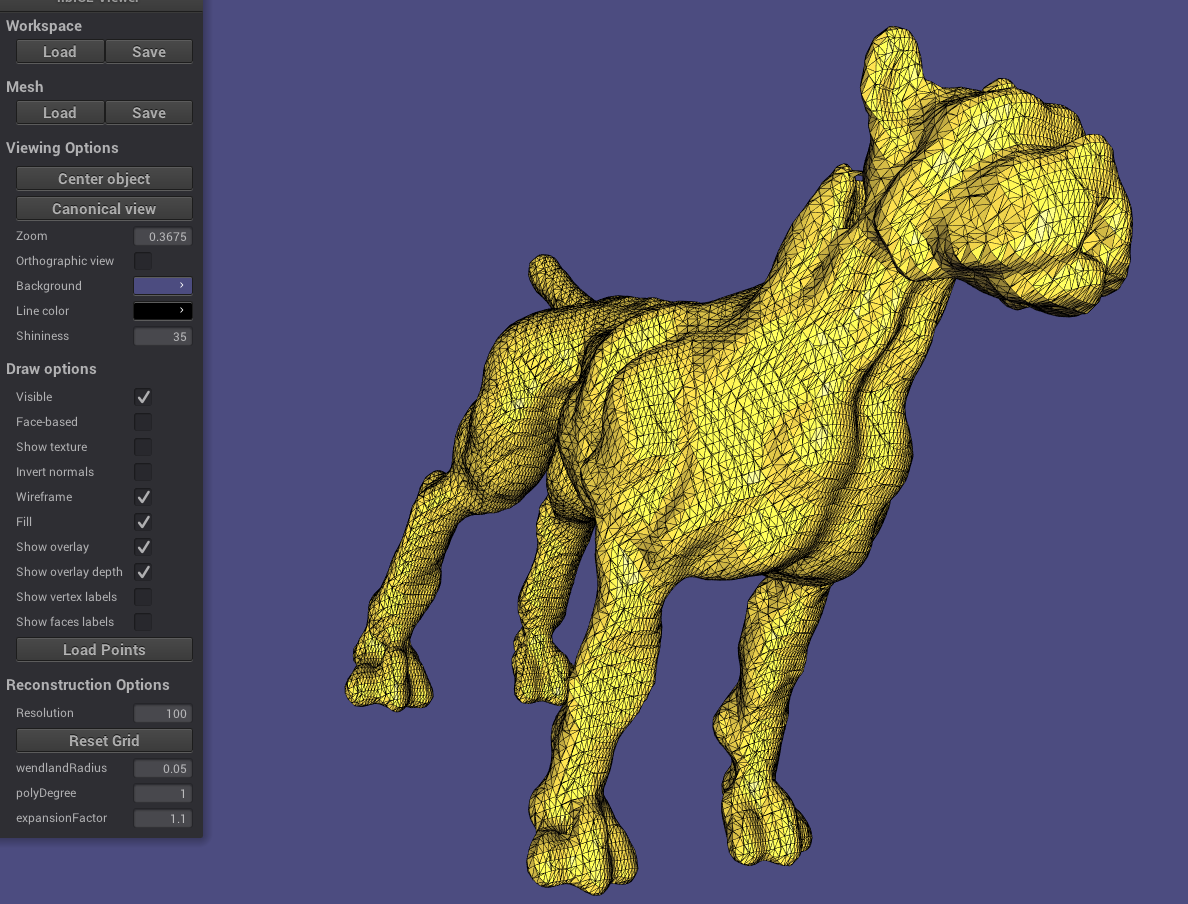 Workspace
Load Save
Mesh
Load Save
Viewing Options
Center object
Canonical view
Zoom 0.3675
Orthographic view
Background ›
Line color ›
Shininess 35
Draw options
Visible
Face-based
Show texture
Invert normals
Wireframe
Fill
Show overlay
Show overlay depth
Show vertex labels
Show faces labels
Load Points
Reconstruction Options
Resolution 100
Reset Grid
wendlandRadius 0.05
polyDegree 1
expansionFactor 1.1